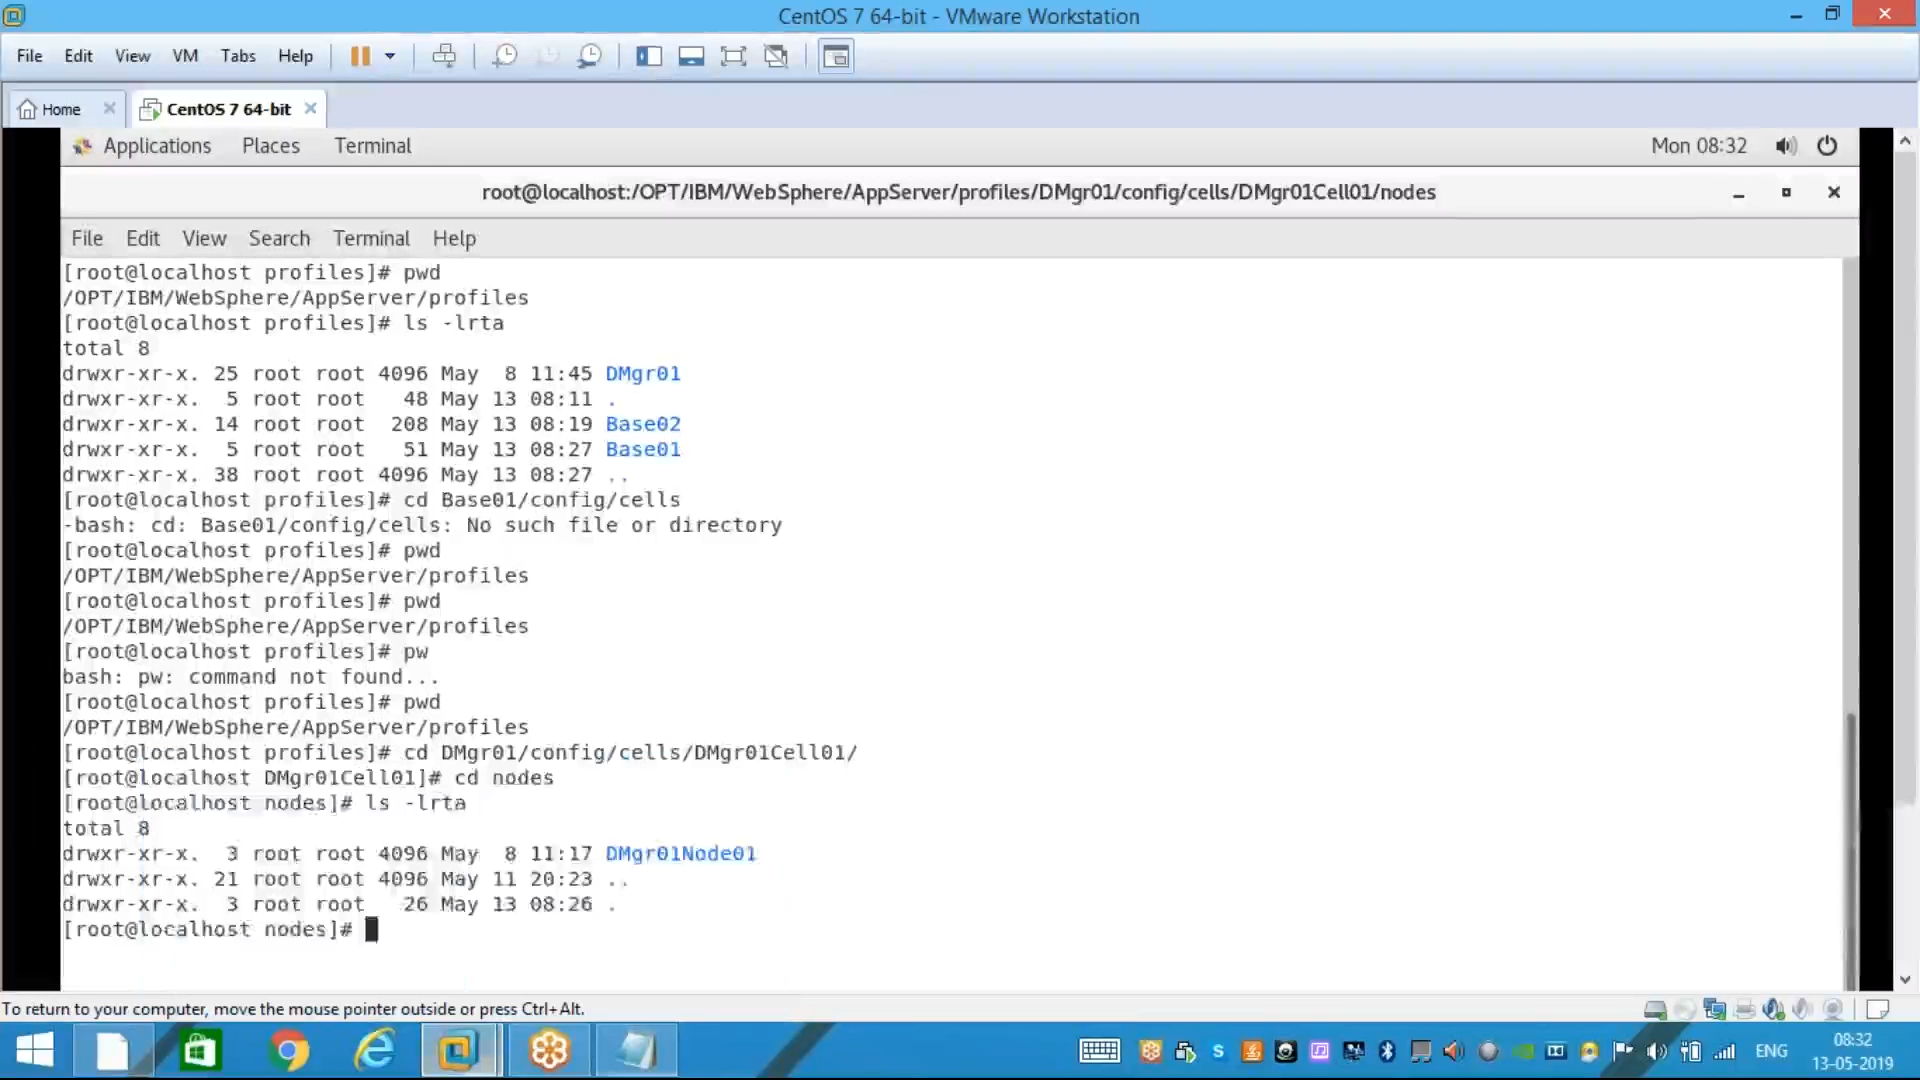 CentOS 7 64-bit - VMware Workstation
File Edit View VM Tabs Help
Home CentOS 7 64-bit
Applications Places Terminal Mon 08:32
root@localhost:/OPT/IBM/WebSphere/AppServer/profiles/DMgr01/config/cells/DMgr01Cell01/nodes
File Edit View Search Terminal Help
[root@localhost profiles]# pwd
/OPT/IBM/WebSphere/AppServer/profiles
[root@localhost profiles]# ls -lrta
total 8
drwxr-xr-x. 25 root root 4096 May  8 11:45 DMgr01
drwxr-xr-x.  5 root root   48 May 13 08:11 .
drwxr-xr-x. 14 root root  208 May 13 08:19 Base02
drwxr-xr-x.  5 root root   51 May 13 08:27 Base01
drwxr-xr-x. 38 root root 4096 May 13 08:27 ..
[root@localhost profiles]# cd Base01/config/cells
-bash: cd: Base01/config/cells: No such file or directory
[root@localhost profiles]# pwd
/OPT/IBM/WebSphere/AppServer/profiles
[root@localhost profiles]# pwd
/OPT/IBM/WebSphere/AppServer/profiles
[root@localhost profiles]# pw
bash: pw: command not found...
[root@localhost profiles]# pwd
/OPT/IBM/WebSphere/AppServer/profiles
[root@localhost profiles]# cd DMgr01/config/cells/DMgr01Cell01/
[root@localhost DMgr01Cell01]# cd nodes
[root@localhost nodes]# ls -lrta
total 8
drwxr-xr-x.  3 root root 4096 May  8 11:17 DMgr01Node01
drwxr-xr-x. 21 root root 4096 May 11 20:23 ..
drwxr-xr-x.  3 root root   26 May 13 08:26 .
[root@localhost nodes]#
To return to your computer, move the mouse pointer outside or press Ctrl+Alt.
ENG 08:32
13-05-2019